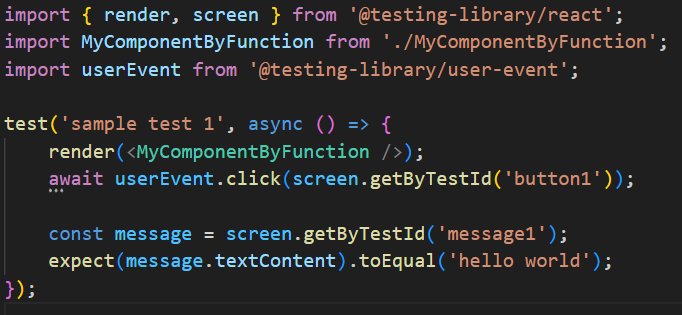 import { render, screen } from '@testing-library/react';
import MyComponentByFunction from './MyComponentByFunction';
import userEvent from '@testing-library/user-event';

test('sample test 1', async () => {
    render(<MyComponentByFunction />);
    await userEvent.click(screen.getByTestId('button1'));

    const message = screen.getByTestId('message1');
    expect(message.textContent).toEqual('hello world');
});